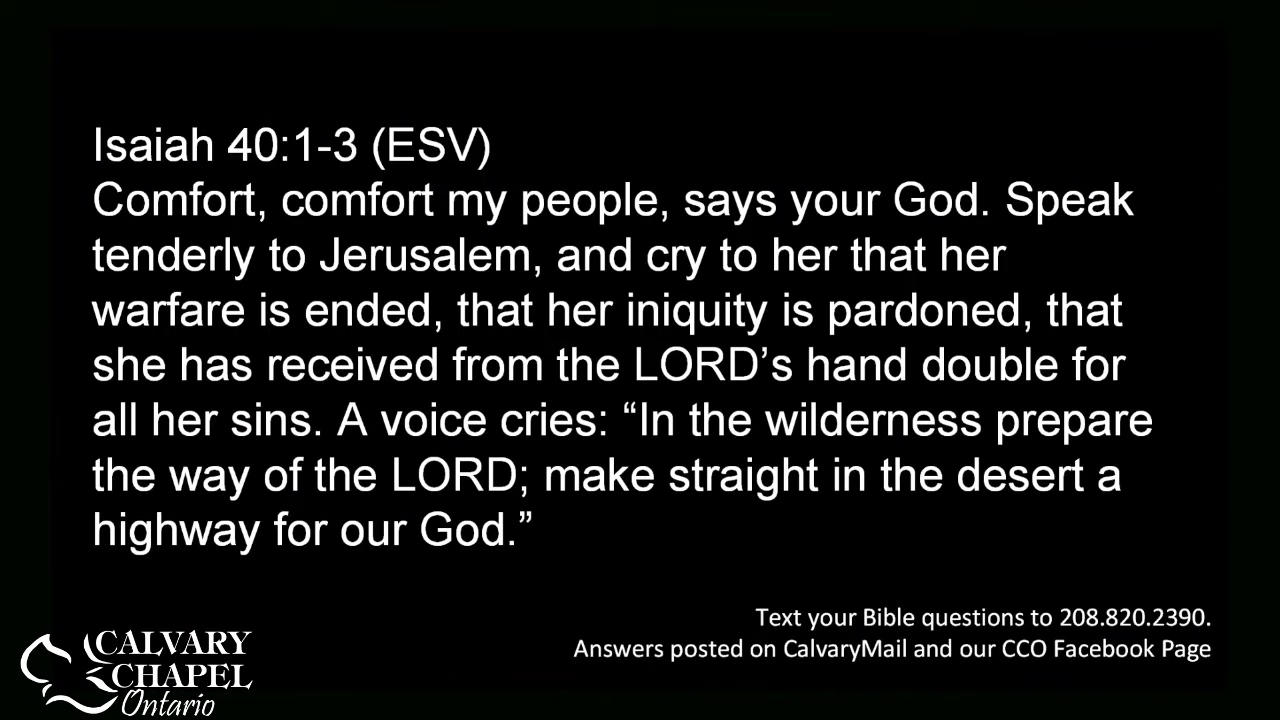 Isaiah 40:1-3 (ESV)
Comfort, comfort my people, says your God. Speak
tenderly to Jerusalem, and cry to her that her
warfare is ended, that her iniquity is pardoned, that
she has received from the LORD’s hand double for
all her sins. A voice cries: “In the wilderness prepare
the way of the LORD; make straight in the desert a
highway for our God.”
Text your Bible questions to 208.820.2390.
Answers posted on CalvaryMail and our CCO Facebook Page
CALVARY
CHAPEL
Ontario